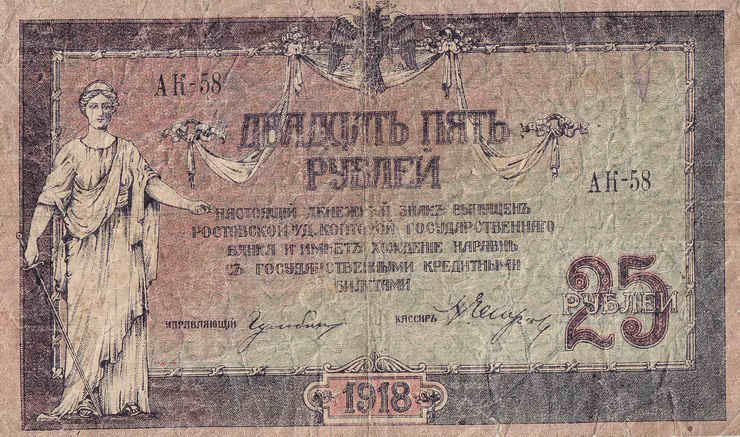 АК-58
ДВАДЦАТЬ ПЯТЬ
РУБЛЕЙ
АК-58
НАСТОЯЩІЙ ДЕНЕЖНЫЙ ЗНАКЪ ВЫПУЩЕНЪ
РОСТОВСКОЙ н/Д. КОНТОРОЙ ГОСУДАРСТВЕННАГО
БАНКА И ИМѢЕТЪ ХОЖДЕНІЕ НАРАВНѢ
СЪ ГОСУДАРСТВЕННЫМИ КРЕДИТНЫМИ
БИЛЕТАМИ
25
РУБЛЕЙ
УПРАВЛЯЮЩІЙ
КАССИРЪ
1918